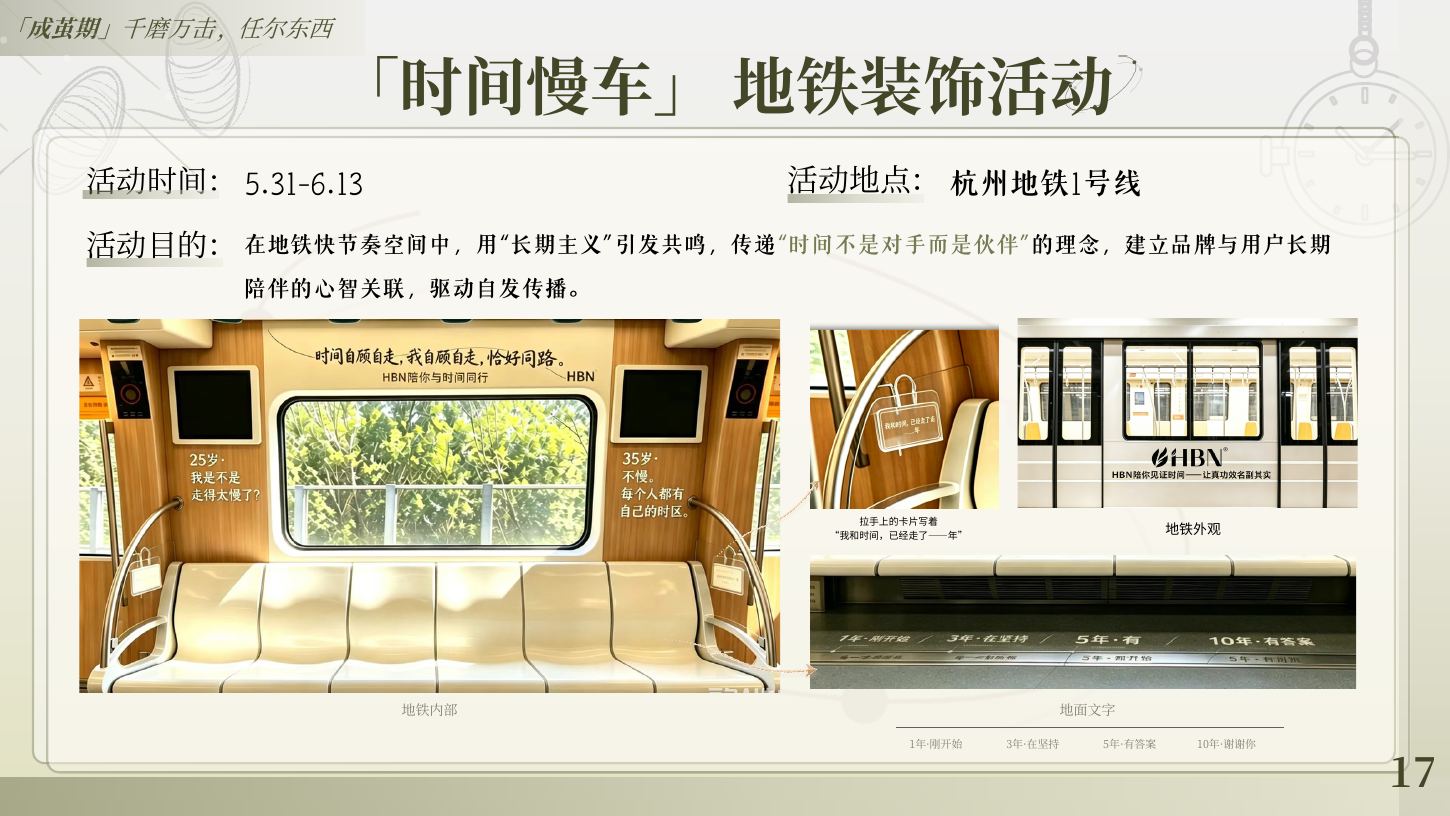 「成茧期」千磨万击，任尔东西
「时间慢车」 地铁装饰活动
活动时间： 5.31-6.13
活动地点： 杭州地铁1号线
活动目的： 在地铁快节奏空间中，用“长期主义”引发共鸣，传递“时间不是对手而是伙伴”的理念，建立品牌与用户长期
陪伴的心智关联，驱动自发传播。
时间自顾自走，我自顾自走，恰好同路。
HBN陪你与时间同行
HBN
25岁·
我是不是
走得太慢了？
35岁·
不慢。
每个人都有
自己的时区。
地铁内部
我和时间，已经走了走
年
拉手上的卡片写着
“我和时间，已经走了——年”
HBN®
HBN陪你见证时间——让真功效名副其实
地铁外观
1年·刚开始 / 3年·在坚持 / 5年·有 / 10年·有答案
地面文字
1年·刚开始 3年·在坚持 5年·有答案 10年·谢谢你
17